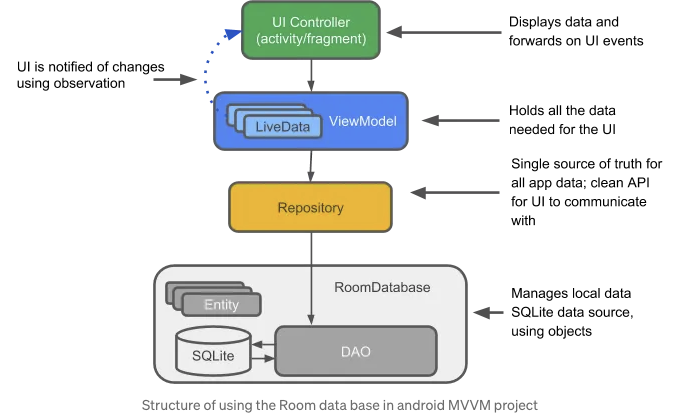 UI Controller
(activity/fragment)
Displays data and
forwards on UI events
UI is notified of changes
using observation
LiveData
ViewModel
Holds all the data
needed for the UI
Single source of truth for
all app data; clean API
for UI to communicate
with
Repository
RoomDatabase
Entity
SQLite
DAO
Manages local data
SQLite data source,
using objects
Structure of using the Room data base in android MVVM project